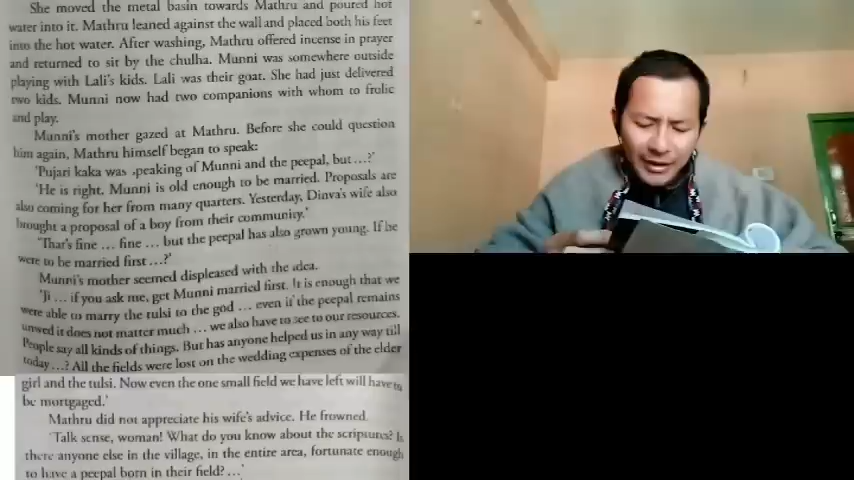 She moved the metal basin towards Mathru and poured hot
water into it. Mathru leaned against the wall and placed both his feet
into the hot water. After washing, Mathru offered incense in prayer
and returned to sit by the chulha. Munni was somewhere outside
playing with Lali's kids. Lali was their goat. She had just delivered
two kids. Munni now had two companions with whom to frolic
and play.
Munni's mother gazed at Mathru. Before she could question
him again, Mathru himself began to speak:
'Pujari kaka was speaking of Munni and the peepal, but ...?'
'He is right. Munni is old enough to be married. Proposals are
also coming for her from many quarters. Yesterday, Dinva's wife also
brought a proposal of a boy from their community.'
'That's fine ... fine ... but the peepal has also grown young. If he
were to be married first ...?'
Munni's mother seemed displeased with the idea.
'Ji ... if you ask me, get Munni married first. It is enough that we
were able to marry the tulsi to the god ... even if the peepal remains
unwed it does not matter much ... we also have to see to our resources.
People say all kinds of things. But has anyone helped us in any way till
today ...? All the fields were lost on the wedding expenses of the elder
girl and the tulsi. Now even the one small field we have left will have to
be mortgaged.'
Mathru did not appreciate his wife's advice. He frowned.
'Talk sense, woman! What do you know about the scriptures? Is
there anyone else in the village, in the entire area, fortunate enough
to have a peepal born in their field? ...'